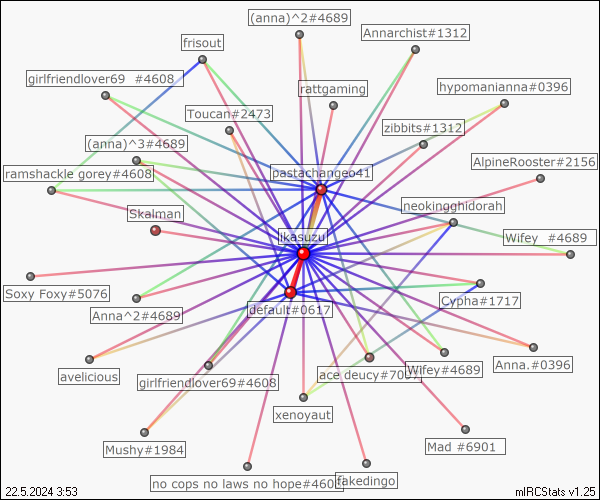 (anna)^2#4689
Annarchist#1312
frisout
girlfriendlover69 #4608
rattgaming
hypomanianna#0396
Toucan#2473
zibbits#1312
(anna)^3#4689
AlpineRooster#2156
ramshackle gorey#4608
pastachangeo41
neokingghidorah
Skalman
ikasuzu
Wifey #4689
Soxy Foxy#5076
Cypha#1717
Anna^2#4689
default#0617
Anna.#0396
avelicious
girlfriendlover69#4608
ace deucy#7007
Wifey#4689
xenoyaut
Mushy#1984
Mad #6901
no cops no laws no hope#460
fakedingo
22.5.2024 3:53
mIRCStats v1.25